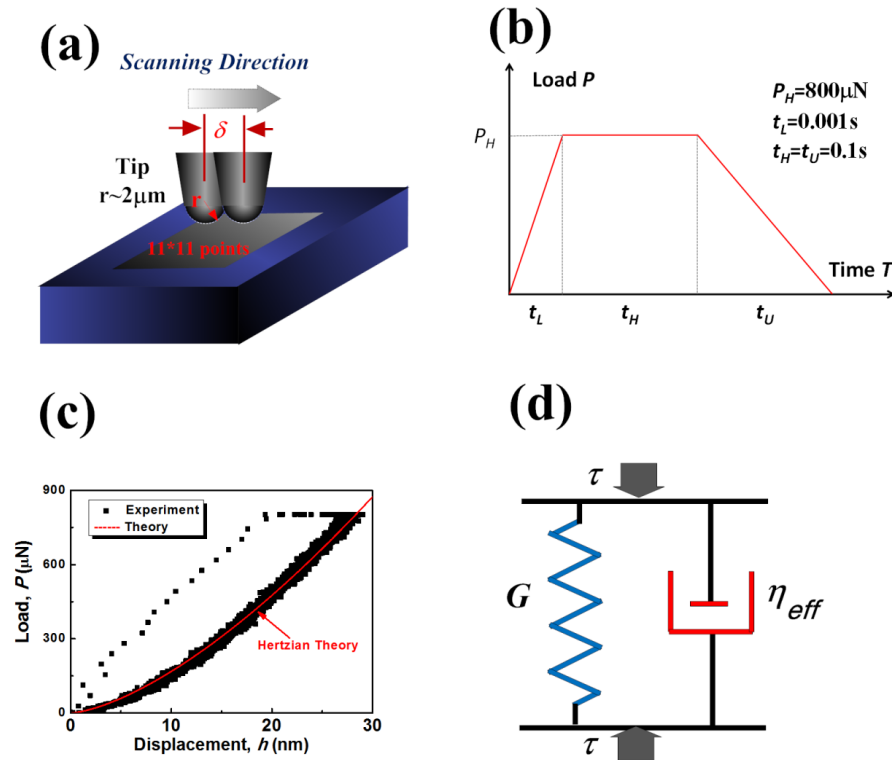 (a)
Scanning Direction
δ
Tip
r~2μm
r
11*11 points
(b)
Load P
P_H=800μN
t_L=0.001s
t_H=t_U=0.1s
P_H
Time T
t_L
t_H
t_U
(c)
900
600
300
0
Load, P (μN)
Experiment
Theory
Hertzian Theory
0
10
20
30
Displacement, h (nm)
(d)
τ
G
η_eff
τ